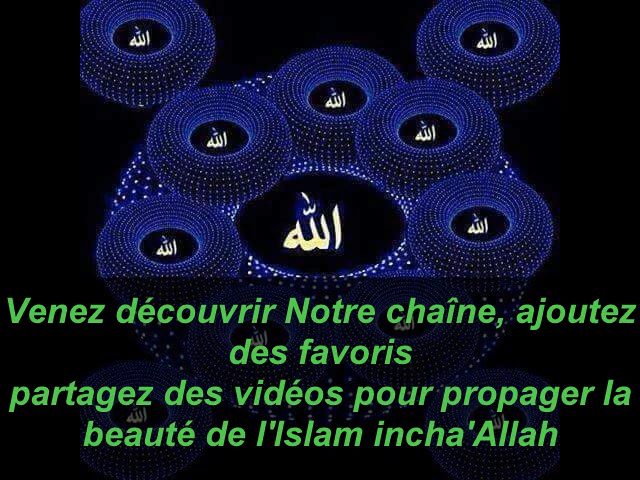 الله
الله
الله
الله
الله
الله
الله
الله
Venez découvrir Notre chaîne, ajoutez
des favoris
partagez des vidéos pour propager la
beauté de l'Islam incha'Allah